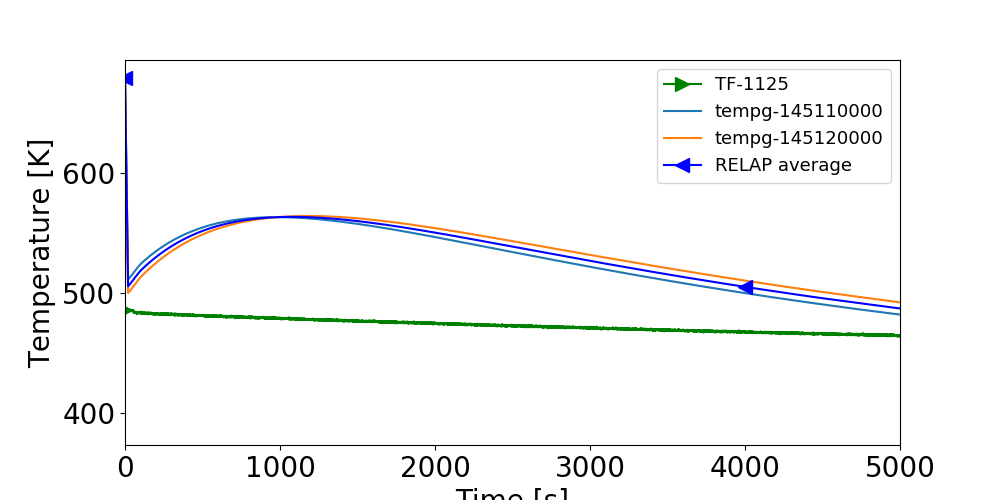 TF-1125
tempg-145110000
tempg-145120000
RELAP average
Temperature [K]
600
500
400
0 1000 2000 3000 4000 5000
Time [s]